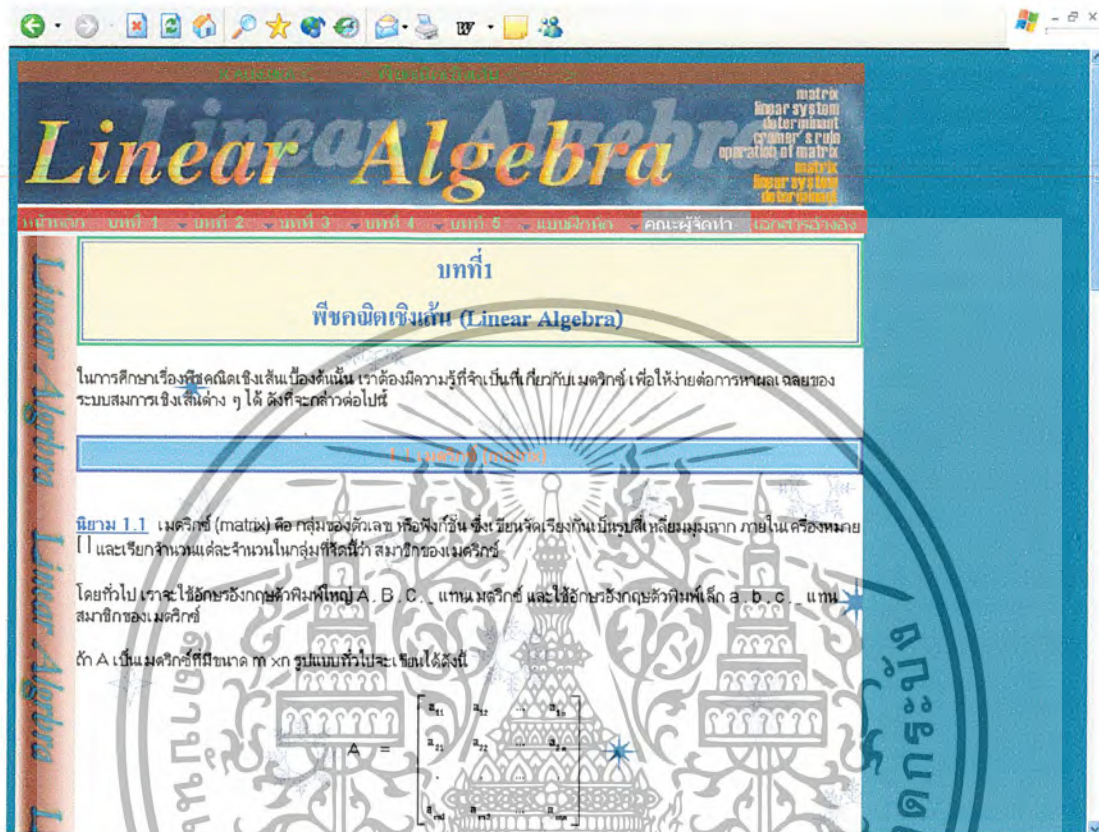 Linear Algebra
matrix
linear system
determinant
cramer's rule
operation of matrix
matrix
linear system
determinant
หน้าหลัก บทที่ 1 บทที่ 2 บทที่ 3 บทที่ 4 บทที่ 5 แบบฝึกหัด คณะผู้จัดทำ เอกสารอ้างอิง
บทที่1
พีชคณิตเชิงเส้น (Linear Algebra)
ในการศึกษาเรื่องพีชคณิตเชิงเส้นเบื้องต้นนั้น เราต้องมีความรู้ที่จำเป็นที่เกี่ยวกับเมตริกซ์ เพื่อให้ง่ายต่อการหาผลเฉลยของ
ระบบสมการเชิงเส้นต่าง ๆ ได้ ดังที่จะกล่าวต่อไปนี้
1.1 เมตริกซ์ (matrix)
นิยาม 1.1 เมตริกซ์ (matrix) คือ กลุ่มของตัวเลข หรือฟังก์ชัน ซึ่งเขียนจัดเรียงกันเป็นรูปสี่เหลี่ยมมุมฉาก ภายในเครื่องหมาย
[ ] และเรียกจำนวนแต่ละจำนวนในกลุ่มที่จัดนี้ว่า สมาชิกของเมตริกซ์
โดยทั่วไป เราจะใช้อักษรอังกฤษตัวพิมพ์ใหญ่ A , B , C , ... แทนเมตริกซ์ และใช้อักษรอังกฤษตัวพิมพ์เล็ก a , b , c , ... แทน
สมาชิกของเมตริกซ์
ถ้า A เป็นเมตริกซ์ที่มีขนาด m xn รูปแบบทั่วไปจะเขียนได้ดังนี้
a11 a12 ... a1n
A = a21 a22 ... a2n
. . ... .
am1 am2 ... amn
Linear Algebra Linear Algebra